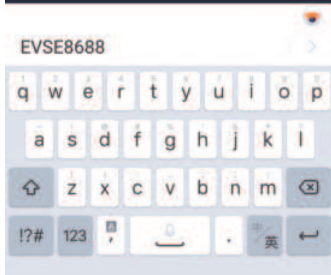 EVSE8688
q w e r t y u i o p
a s d f g h j k l
z x c v b n m
!?# 123 , . 中/英